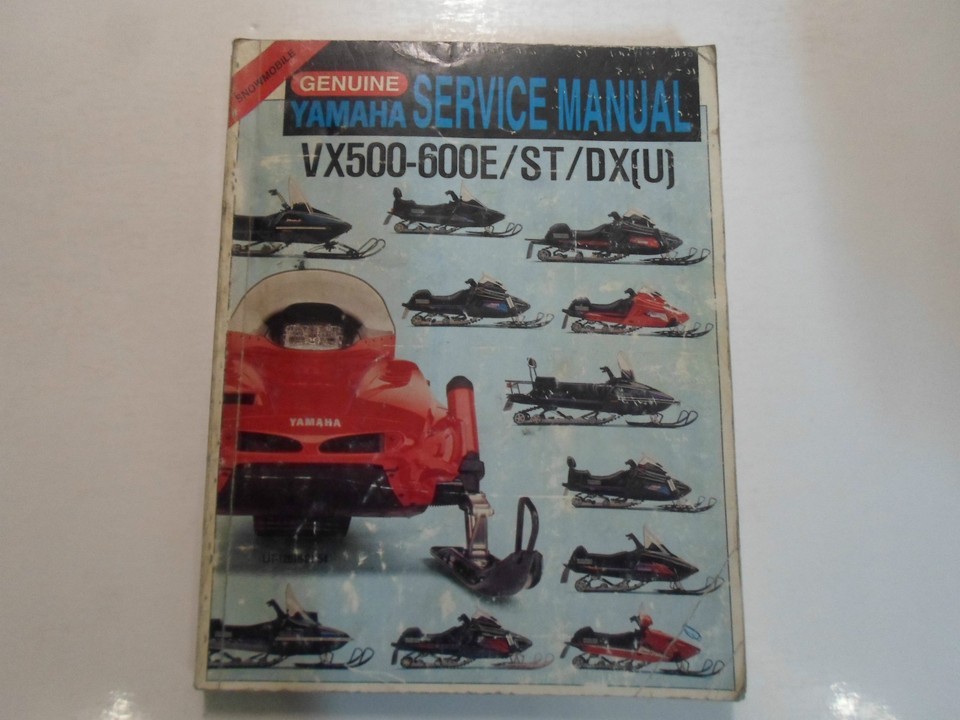 SNOWMOBILE
GENUINE
YAMAHA SERVICE MANUAL
VX500-600E/ST/DX(U)
YAMAHA